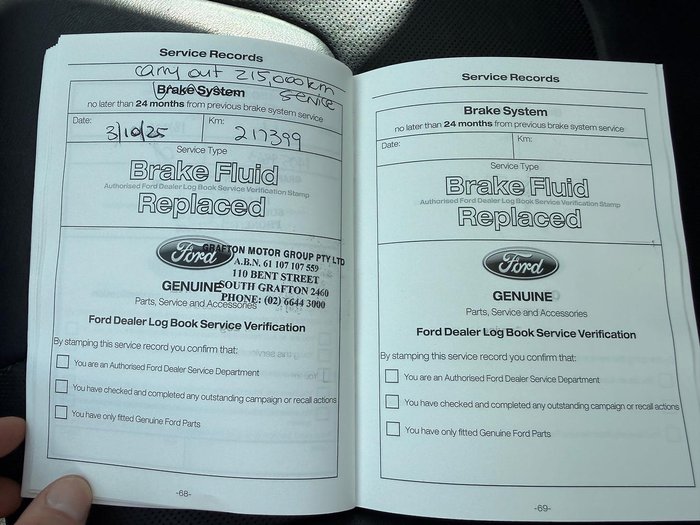 Service Records
carry out 215,000km
service
Brake System
no later than 24 months from previous brake system service
Date: Km:
3/10/25 217399
Service Type
Brake Fluid
Authorised Ford Dealer Log Book Service Verification Stamp
Replaced
Ford
GRAFTON MOTOR GROUP PTY LTD
A.B.N. 61 107 107 559
110 BENT STREET
GENUINE SOUTH GRAFTON 2460
Parts, Service and Accessories PHONE: (02) 6644 3000
Ford Dealer Log Book Service Verification
By stamping this service record you confirm that:
You are an Authorised Ford Dealer Service Department
You have checked and completed any outstanding campaign or recall actions
You have only fitted Genuine Ford Parts
-68-
Service Records
Brake System
no later than 24 months from previous brake system service
Date: Km:
Service Type
Brake Fluid
Authorised Ford Dealer Log Book Service Verification Stamp
Replaced
Ford
GENUINE
Parts, Service and Accessories
Ford Dealer Log Book Service Verification
By stamping this service record you confirm that:
You are an Authorised Ford Dealer Service Department
You have checked and completed any outstanding campaign or recall actions
You have only fitted Genuine Ford Parts
-69-